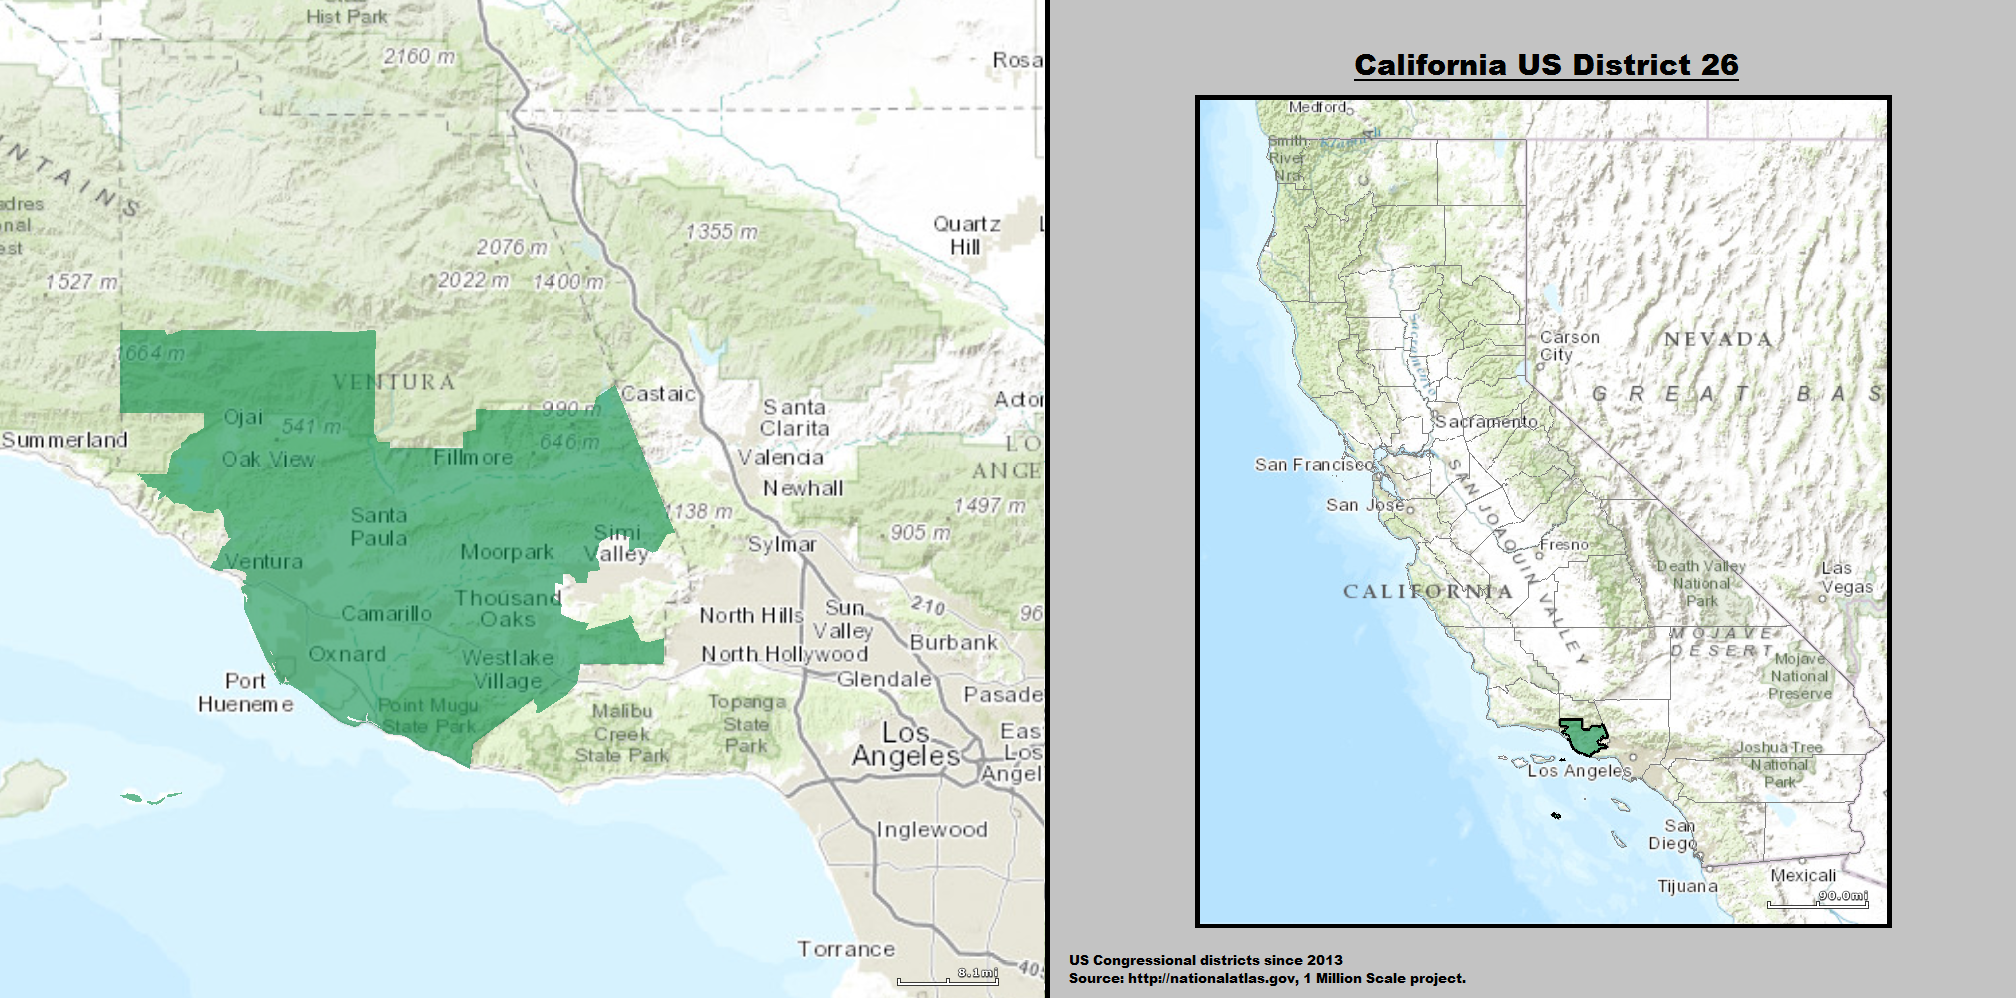 Hist Park
2160 m
Rosa
NTAINS
adres
nal
est
Quartz
Hill
L
1355 m
2076 m
1527 m
2022 m
1400 m
1664 m
VENTURA
Castaic
Actor
990 m
Santa
Clarita
Ojai
541 m
Summerland
646 m
LO
ANGE
Oak View
Fillmore
Valencia
Newhall
1497 m
1138 m
Santa
Paula
905 m
Simi
Valley
Sylmar
Moorpark
Ventura
Thousand
Oaks
Camarillo
North Hills
Sun
Valley
210
96
Burbank
Oxnard
Westlake
Village
North Hollywood
Glendale
Port
Hueneme
Pasade
Point Mugu
State Park
Malibu
Creek
State Park
Topanga
State
Park
Los
Angeles
East
Los
Angel
Inglewood
Torrance
405
8.1mi
California US District 26
Medford
Smith
River
Nra
Sacramento
Carson
City
NEVADA
GREAT BAS
Sacramento
San Francisco
San Jose
SAN JOAQUIN VALLEY
Fresno
Death Valley
National
Park
Las
Vegas
CALIFORNIA
MOJAVE
DESERT
Mojave
National
Preserve
Los Angeles
Joshua Tree
National
Park
San
Diego
Mexicali
Tijuana
90.0mi
US Congressional districts since 2013
Source: http://nationalatlas.gov, 1 Million Scale project.